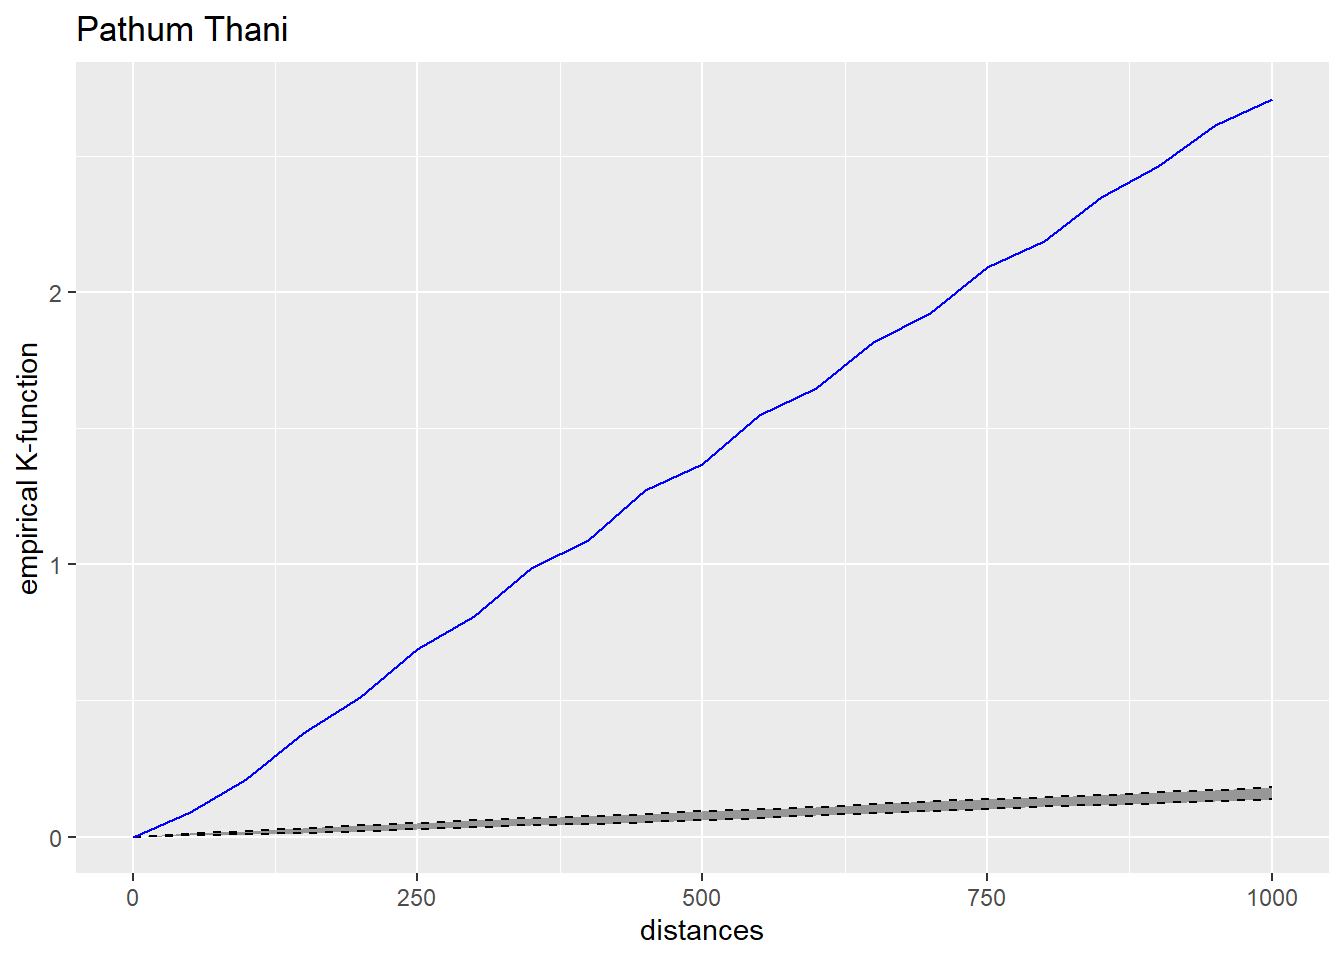 Pathum Thani
empirical K-function
2
1
0
0 250 500 750 1000
distances